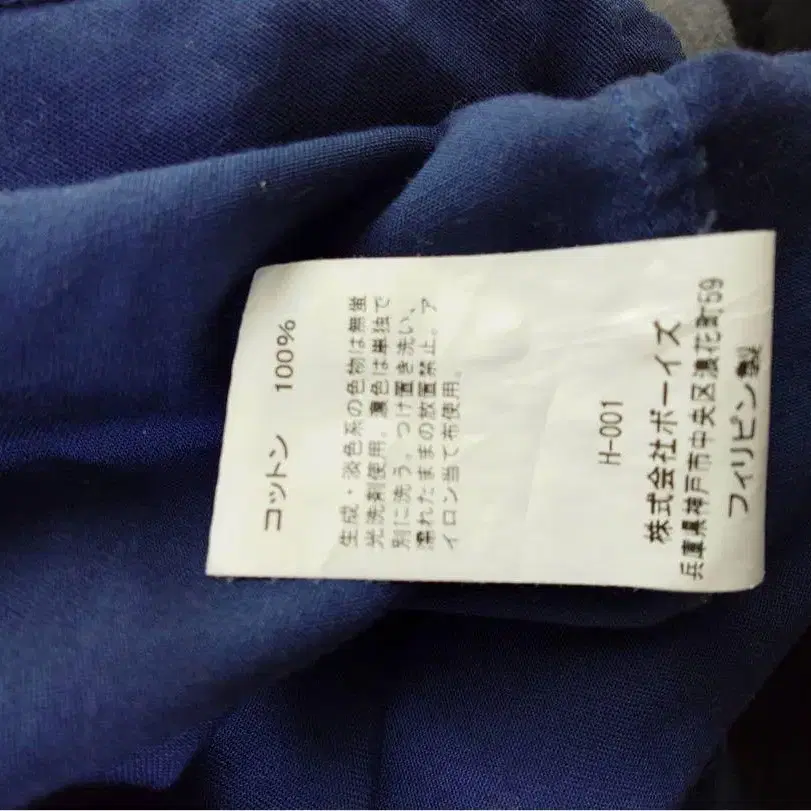 コットン 100%
生成・淡色系の色物は無蛍
光洗剤使用。濃色は単独で
別に洗う。つけ置き洗い、
濡れたままの放置禁止。ア
イロン当て布使用。
H-001
株式会社ボーイズ
兵庫県神戸市中央区浪花町59
フィリピン製